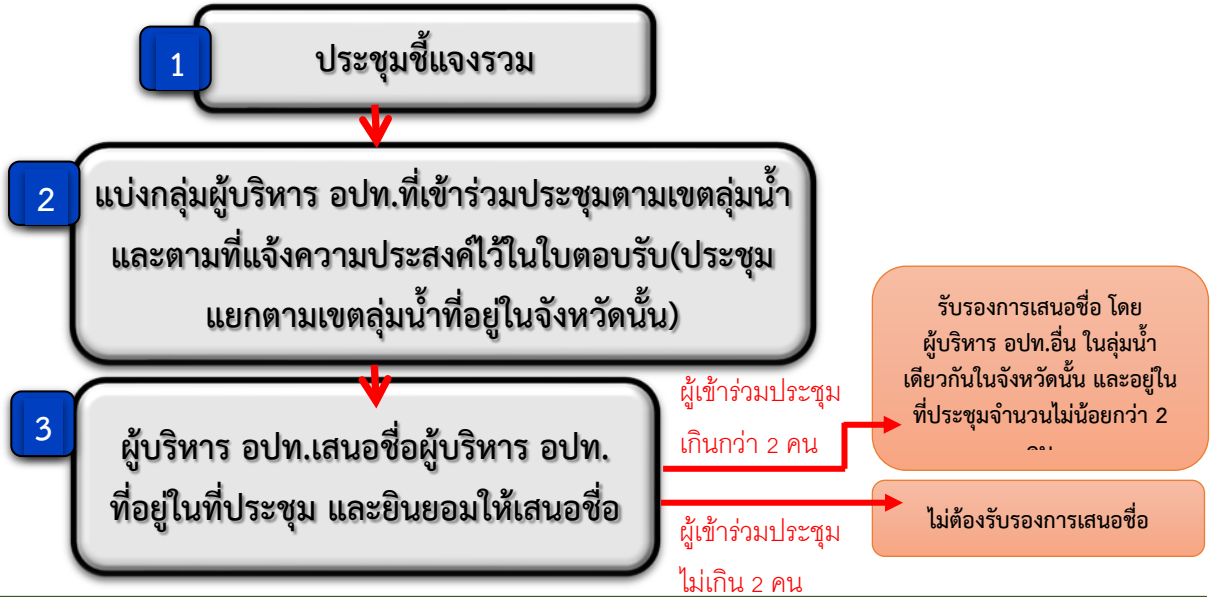 1
ประชุมชี้แจงรวม
2
แบ่งกลุ่มผู้บริหาร อปท.ที่เข้าร่วมประชุมตามเขตลุ่มน้ำ
และตามที่แจ้งความประสงค์ไว้ในใบตอบรับ(ประชุม
แยกตามเขตลุ่มน้ำที่อยู่ในจังหวัดนั้น)
3
ผู้บริหาร อปท.เสนอชื่อผู้บริหาร อปท.
ที่อยู่ในที่ประชุม และยินยอมให้เสนอชื่อ
ผู้เข้าร่วมประชุม
เกินกว่า 2 คน
รับรองการเสนอชื่อ โดย
ผู้บริหาร อปท.อื่น ในลุ่มน้ำ
เดียวกันในจังหวัดนั้น และอยู่ใน
ที่ประชุมจำนวนไม่น้อยกว่า 2
ผู้เข้าร่วมประชุม
ไม่เกิน 2 คน
ไม่ต้องรับรองการเสนอชื่อ